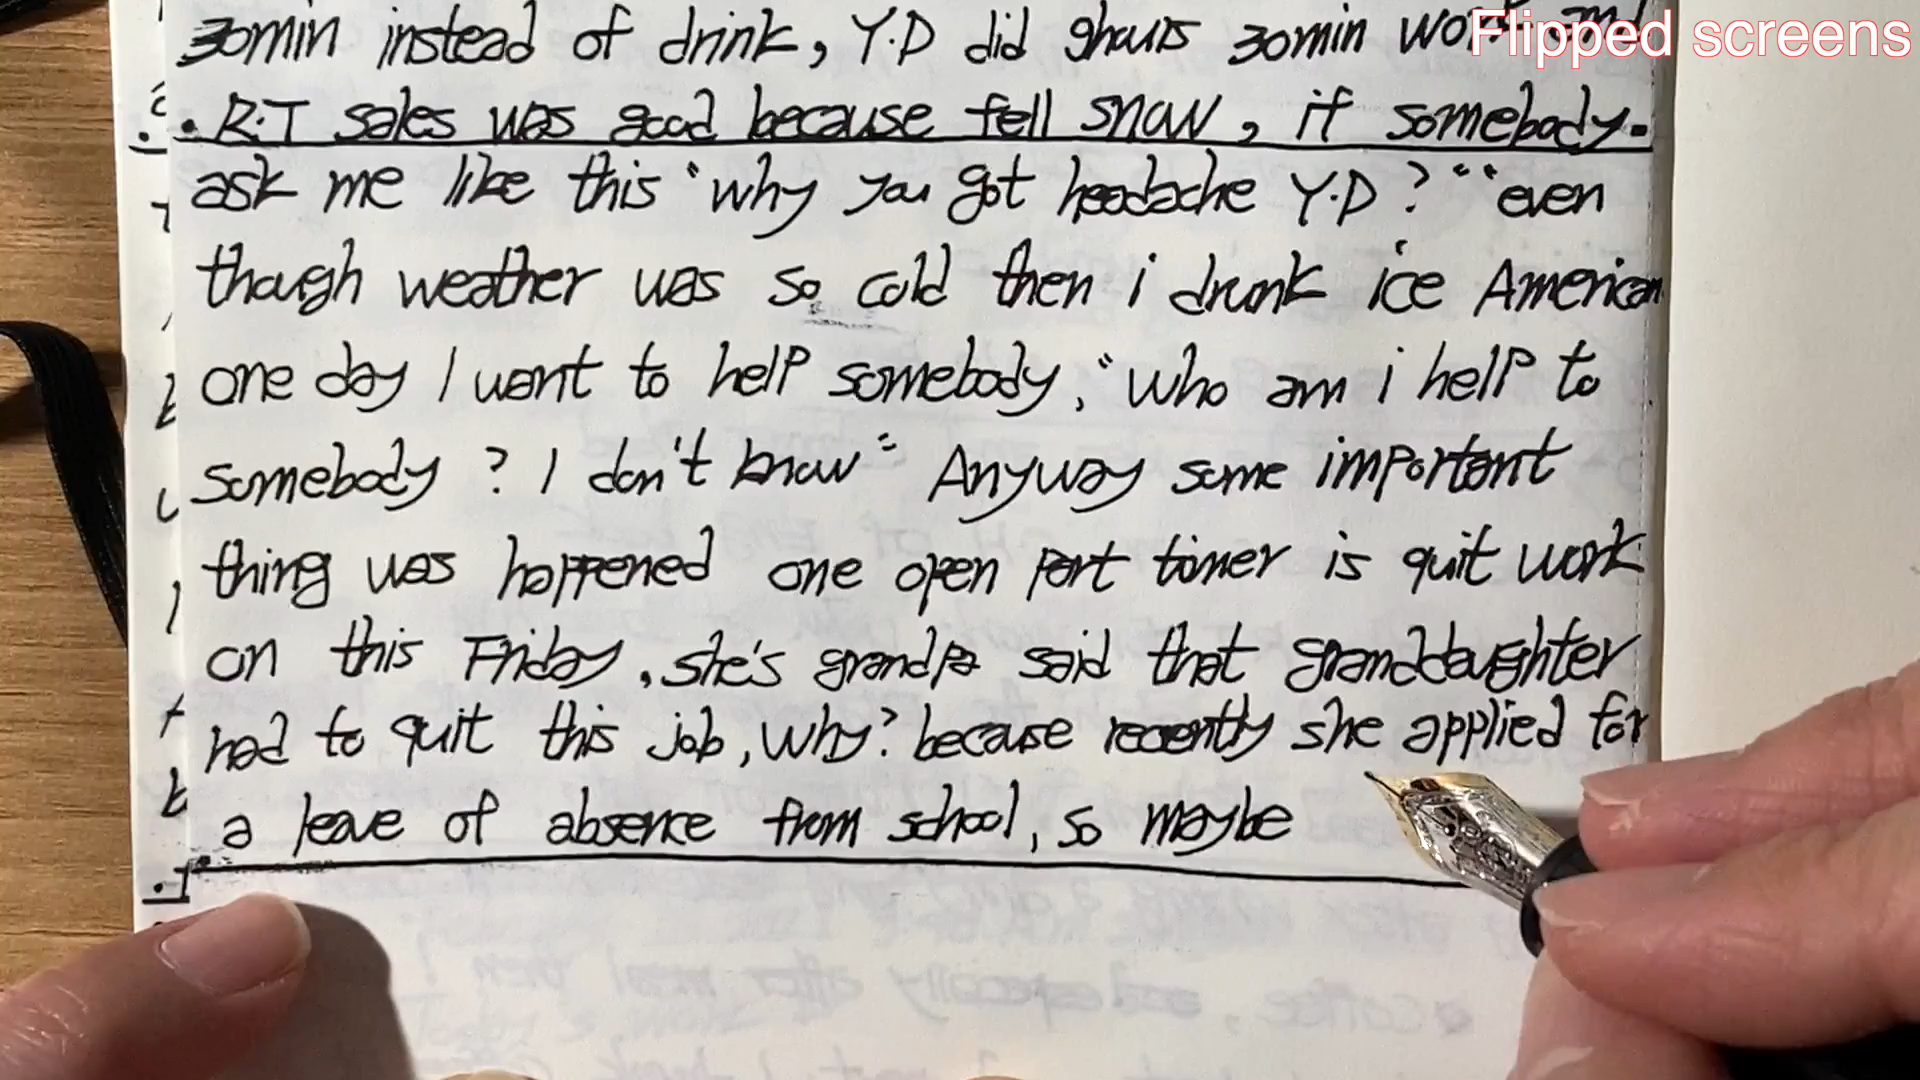 Flipped screens
30min instead of drink, Y.D did 9hours 30min work and
• R.T sales was good because fell snow, if somebody.
ask me like this "why you got headache Y.D?" "even
though weather was so cold then i drunk ice American
one day I want to help somebody, "who am i help to
somebody? I don't know" Anyway some important
thing was happened one open part timer is quit work
on this Friday, she's grandpa said that granddaughter
had to quit this job, why? because recently she applied for
a leave of absence from school, so maybe